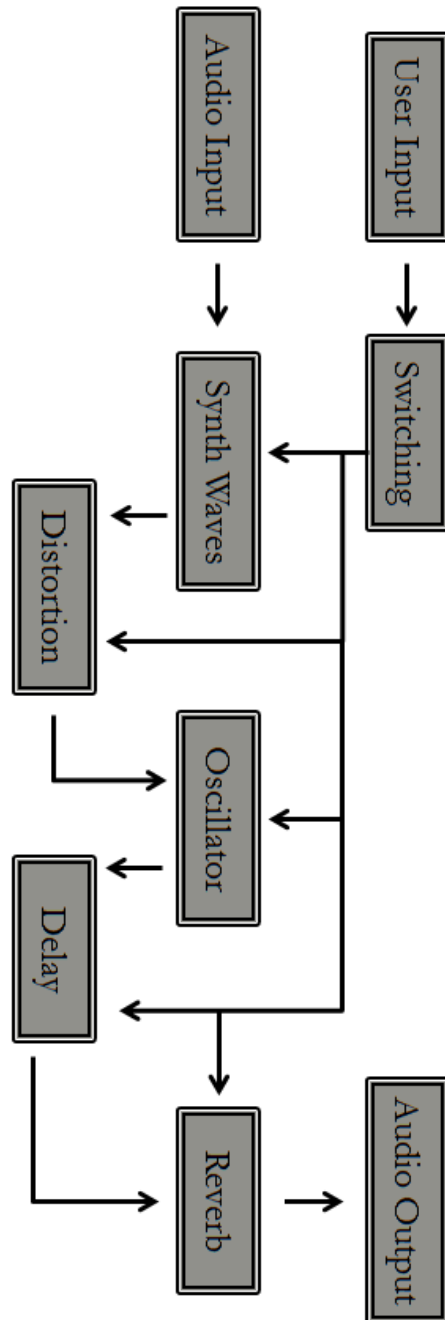 User Input
Switching
Audio Output
Audio Input
Synth Waves
Oscillator
Reverb
Distortion
Delay